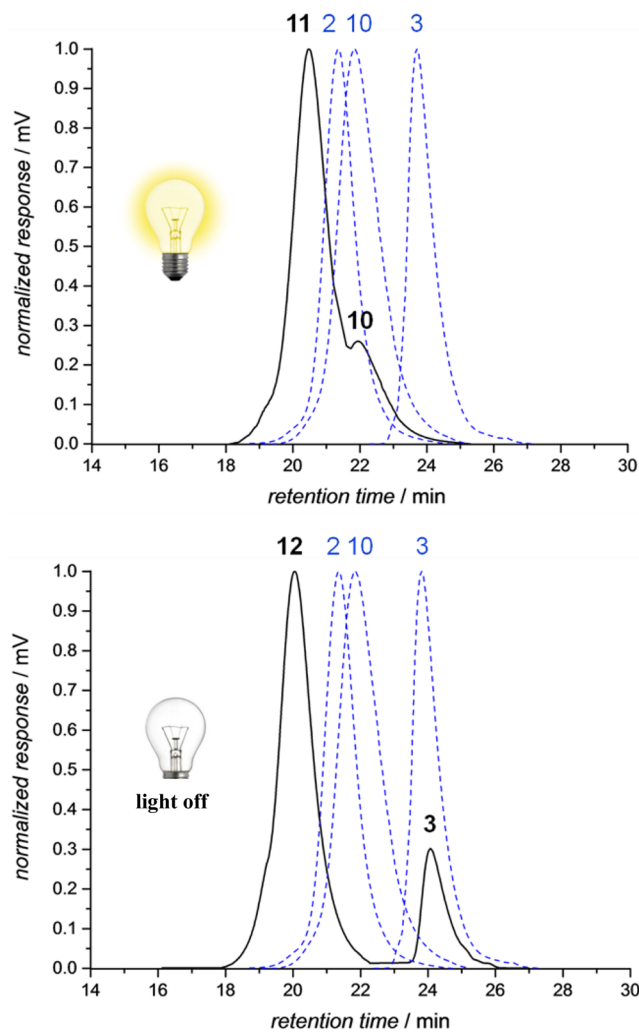 11 2 10 3
1.0
0.9
0.8
0.7
0.6
0.5
0.4
0.3
0.2
0.1
0.0
normalized response / mV
10
14 16 18 20 22 24 26 28 30
retention time / min
12 2 10 3
1.0
0.9
0.8
0.7
0.6
0.5
0.4
0.3
0.2
0.1
0.0
normalized response / mV
light off
3
14 16 18 20 22 24 26 28 30
retention time / min